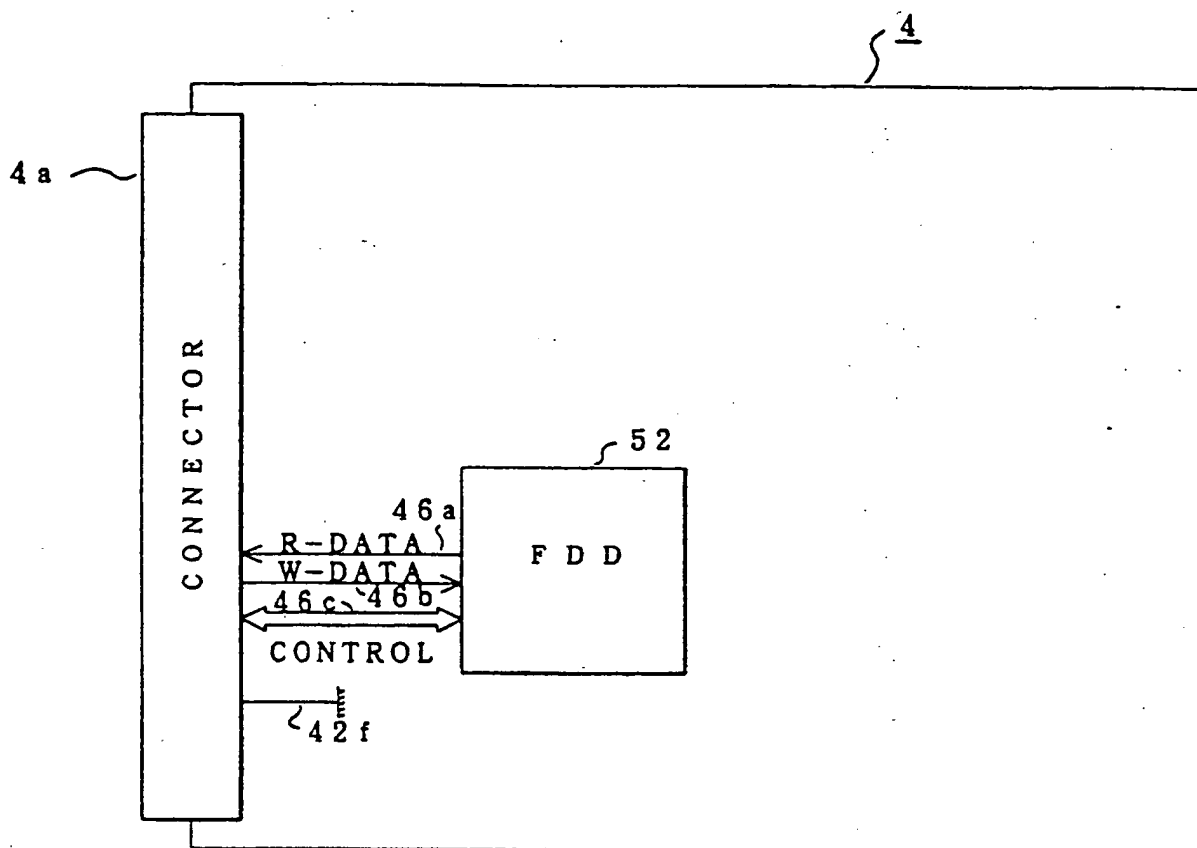 4
4a
CONNECTOR
52
46a
R-DATA
FDD
W-DATA
46c 46b
CONTROL
42f